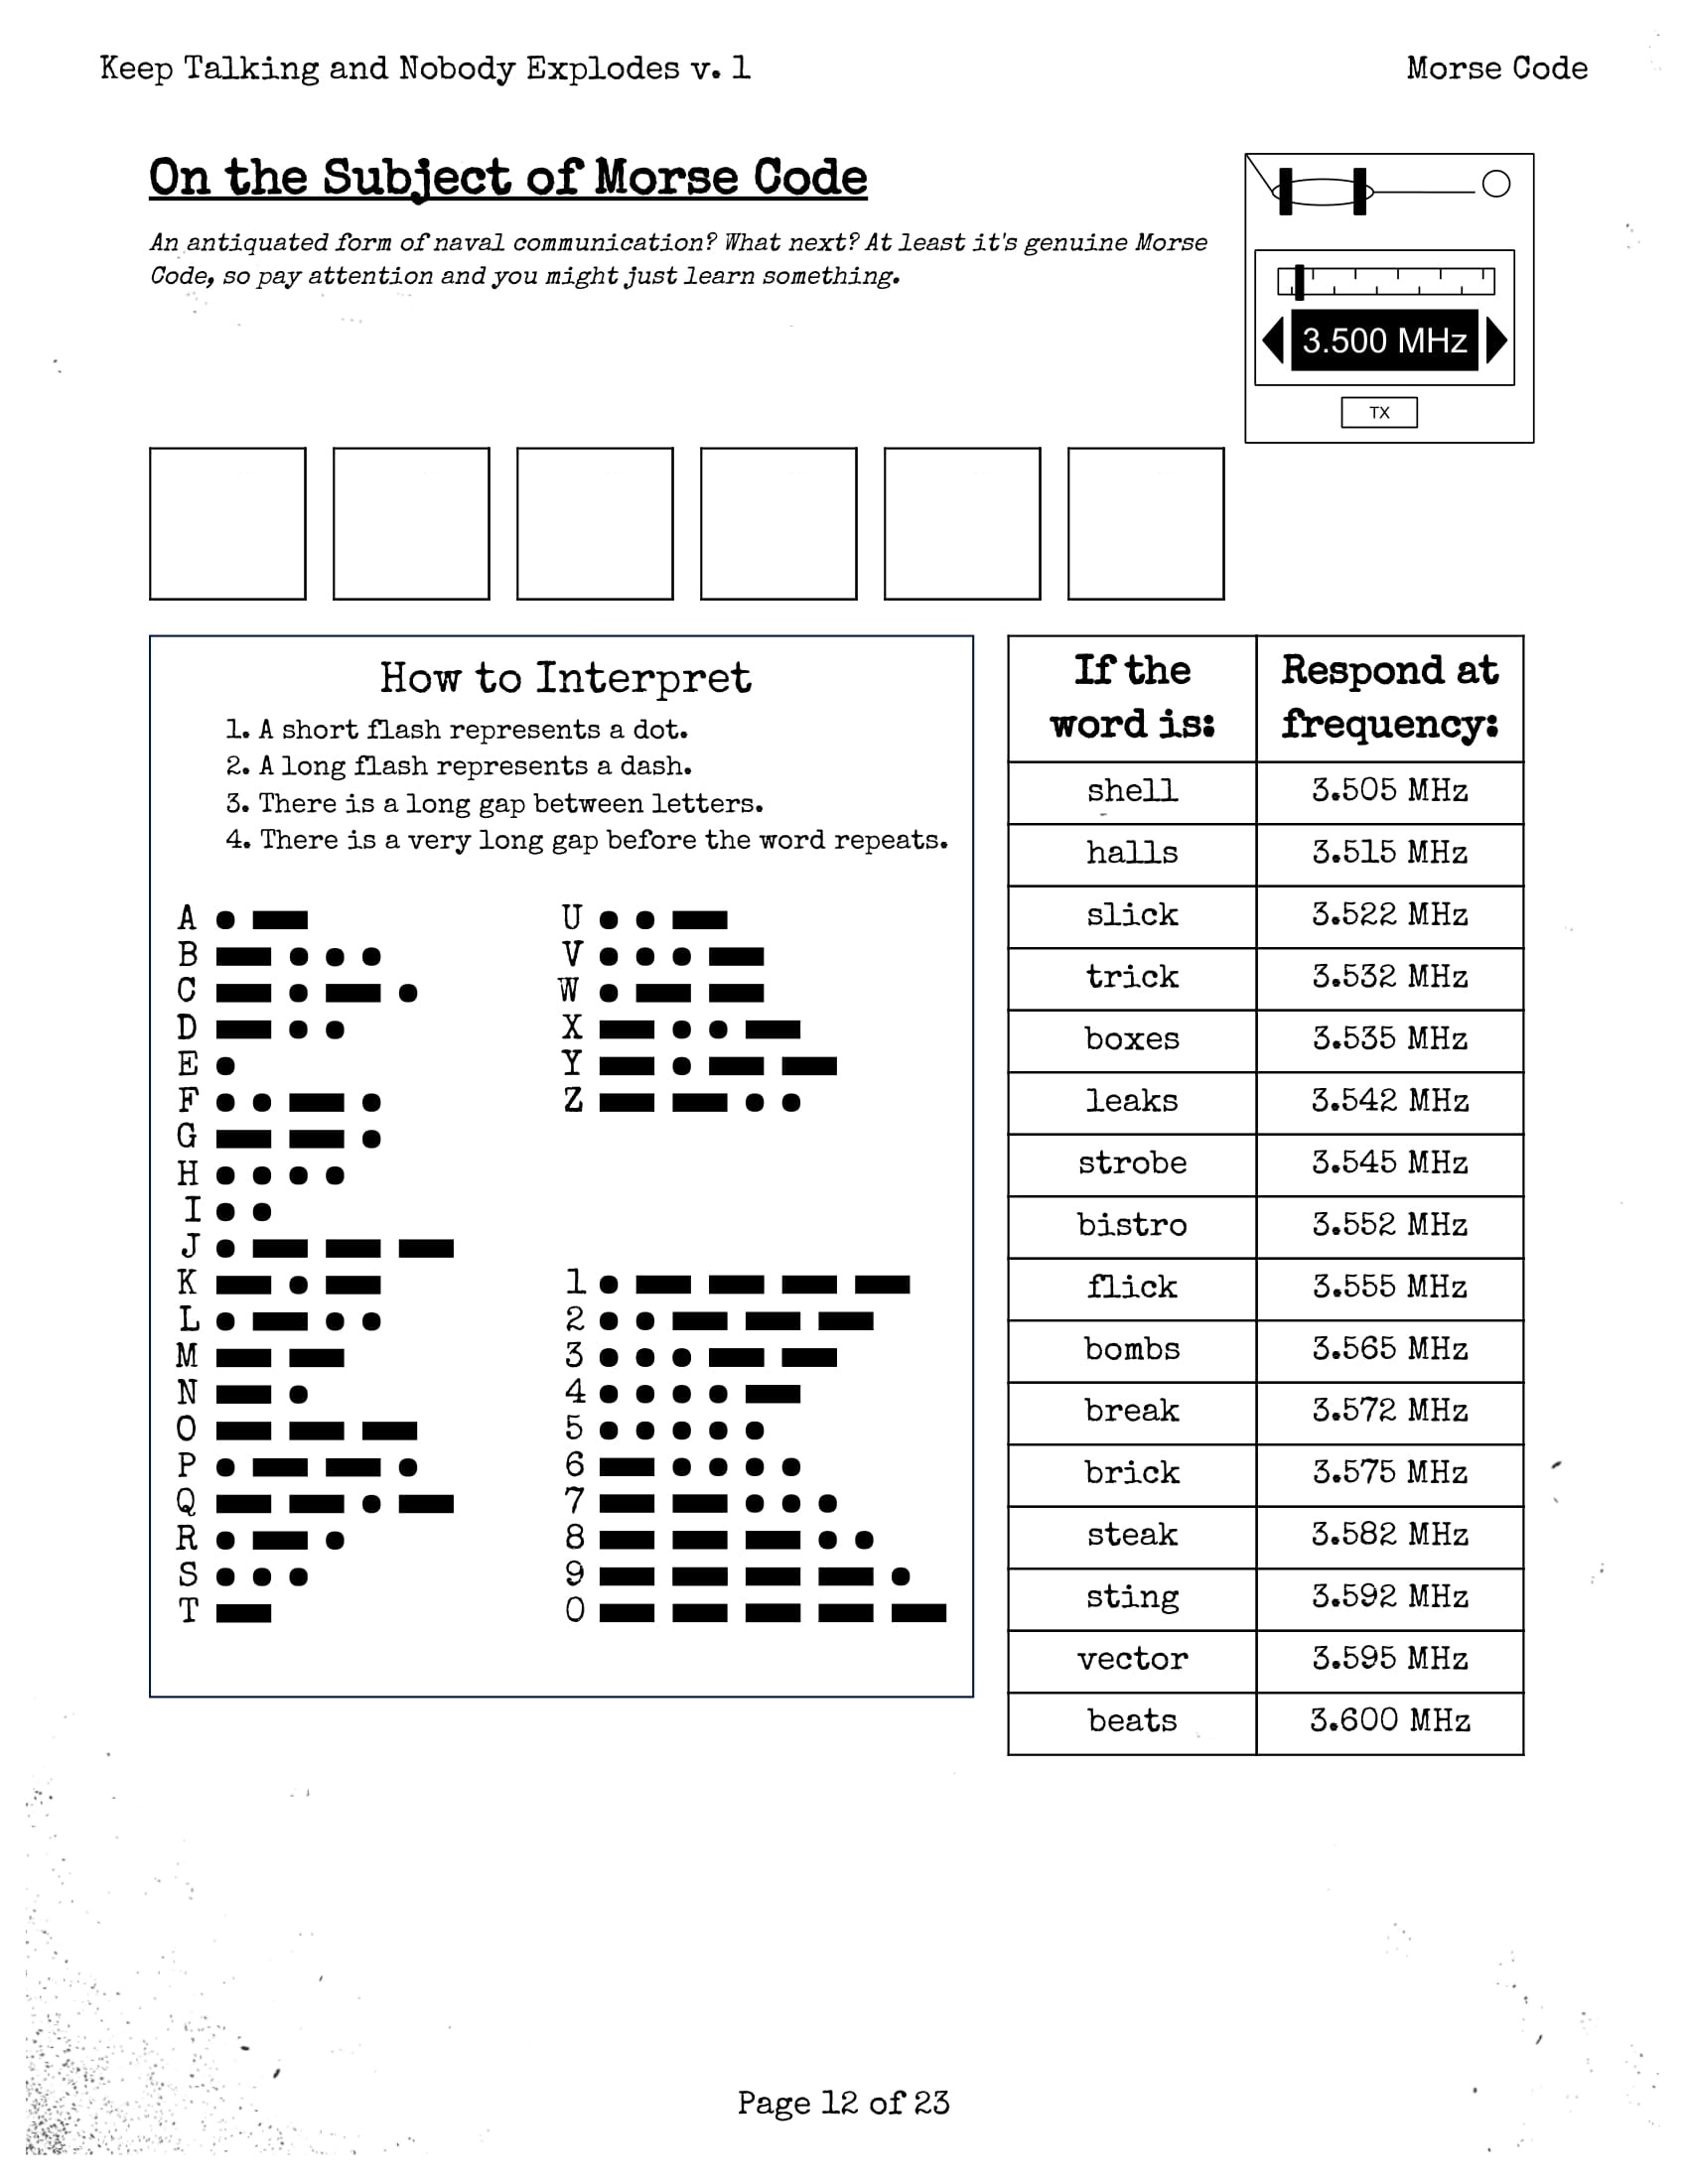 Keep Talking and Nobody Explodes v. 1
Morse Code
On the Subject of Morse Code
An antiquated form of naval communication? What next? At least it's genuine Morse
Code, so pay attention and you might just learn something.
3.500 MHz
TX
How to Interpret
1. A short flash represents a dot.
2. A long flash represents a dash.
3. There is a long gap between letters.
4. There is a very long gap before the word repeats.
A
B
C
D
E
F
G
H
I
J
K
L
M
N
O
P
Q
R
S
T
U
V
W
X
Y
Z
1
2
3
4
5
6
7
8
9
0
If the word is: Respond at frequency:
shell 3.505 MHz
halls 3.515 MHz
slick 3.522 MHz
trick 3.532 MHz
boxes 3.535 MHz
leaks 3.542 MHz
strobe 3.545 MHz
bistro 3.552 MHz
flick 3.555 MHz
bombs 3.565 MHz
break 3.572 MHz
brick 3.575 MHz
steak 3.582 MHz
sting 3.592 MHz
vector 3.595 MHz
beats 3.600 MHz
Page 12 of 23